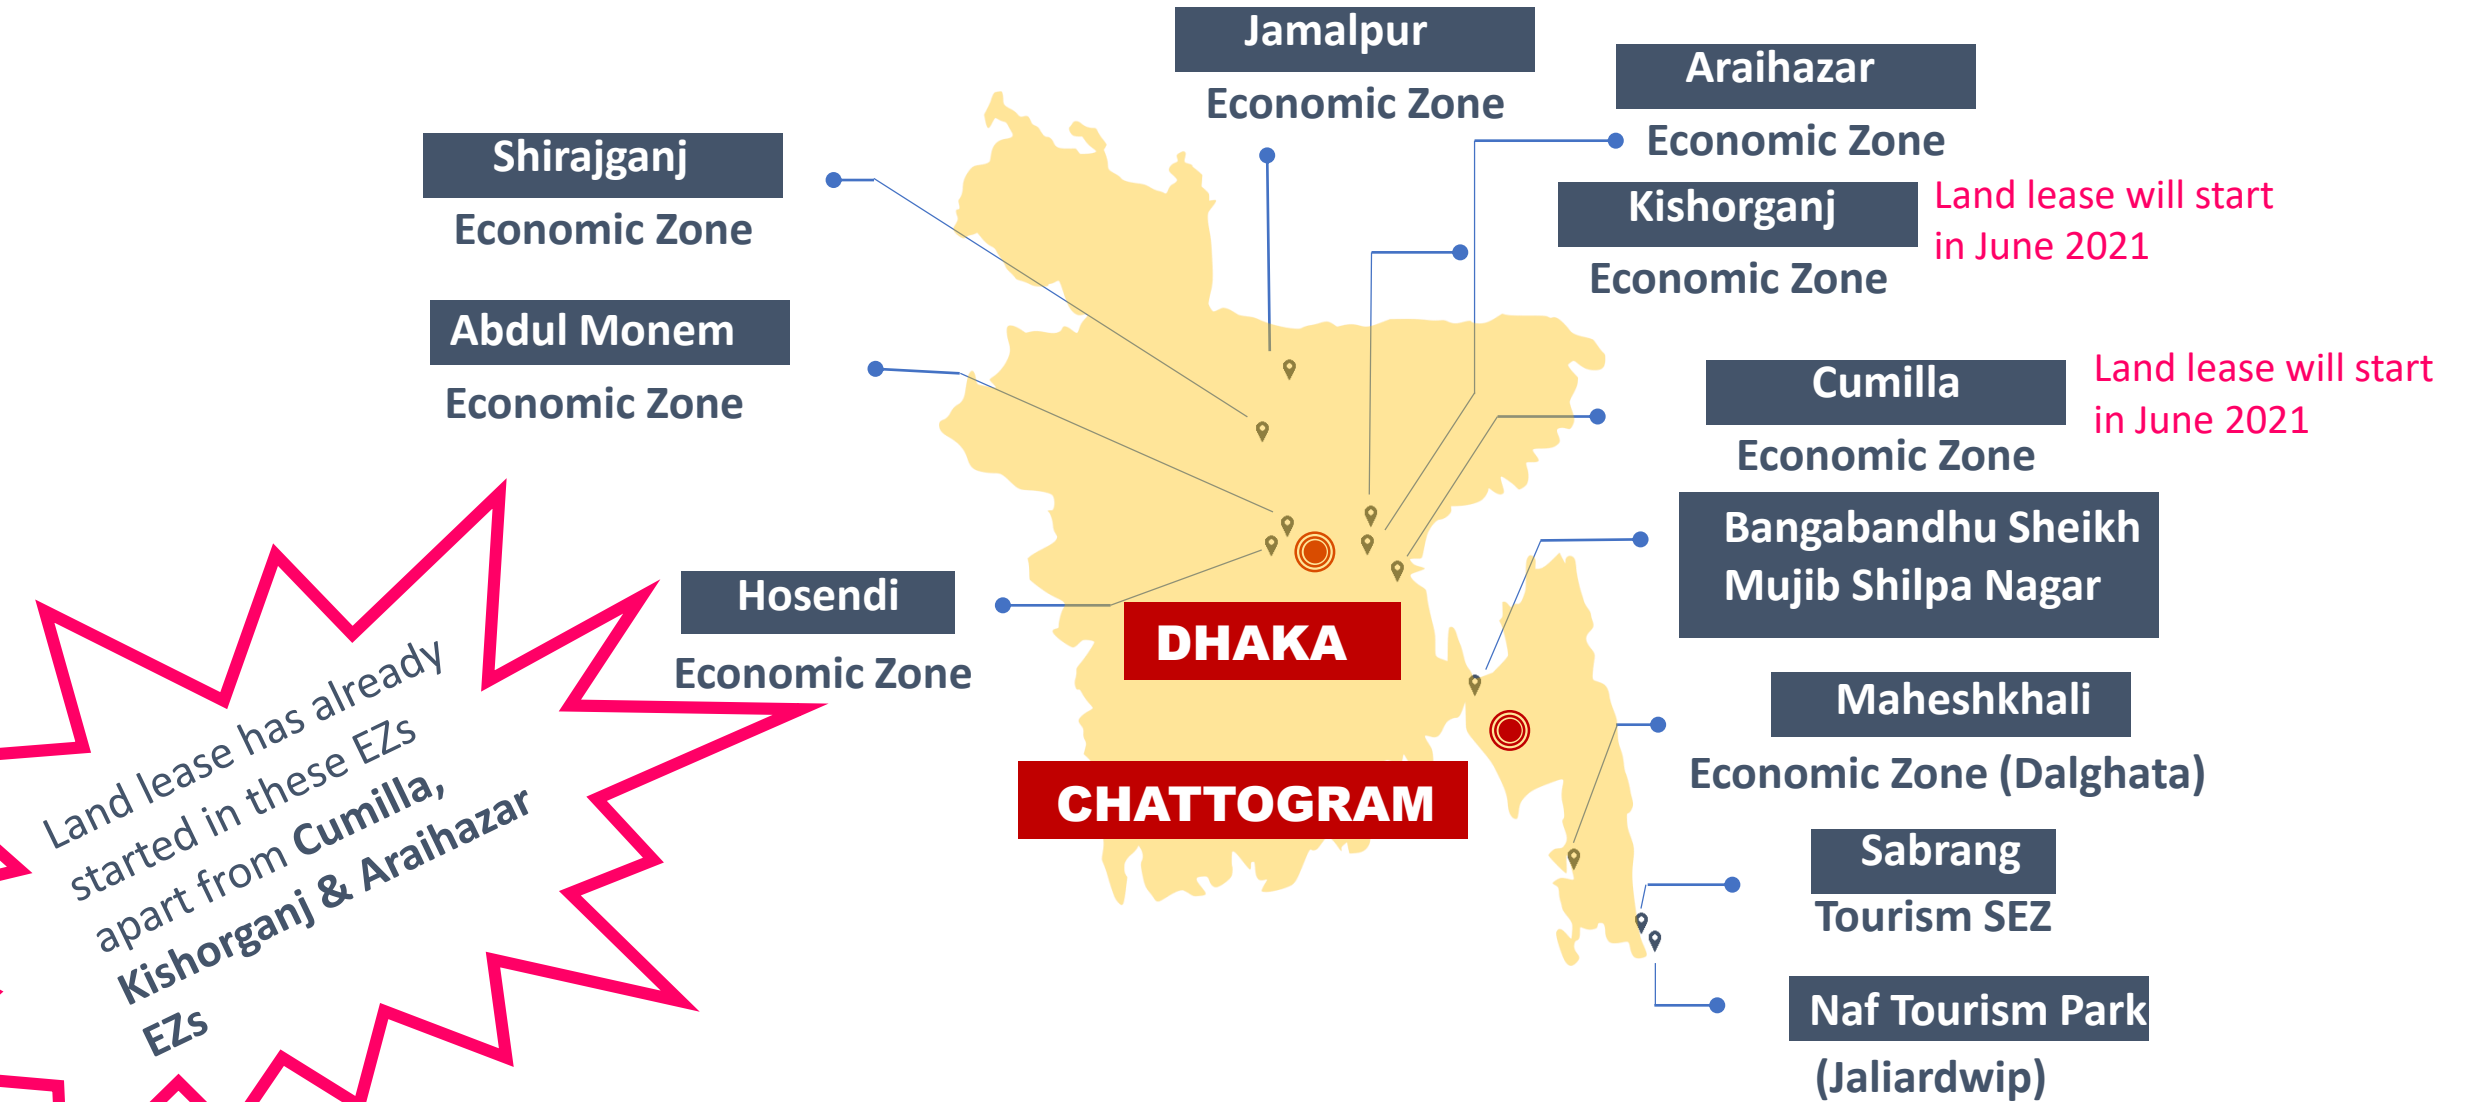 Jamalpur
Economic Zone
Araihazar
Economic Zone
Shirajganj
Economic Zone
Kishorganj
Economic Zone
Land lease will start
in June 2021
Abdul Monem
Economic Zone
Cumilla
Economic Zone
Land lease will start
in June 2021
Bangabandhu Sheikh
Mujib Shilpa Nagar
Hosendi
Economic Zone
DHAKA
Maheshkhali
Economic Zone (Dalghata)
CHATTOGRAM
Sabrang
Tourism SEZ
Naf Tourism Park
(Jaliardwip)
Land lease has already
started in these EZs
apart from Cumilla,
Kishorganj & Araihazar
EZs